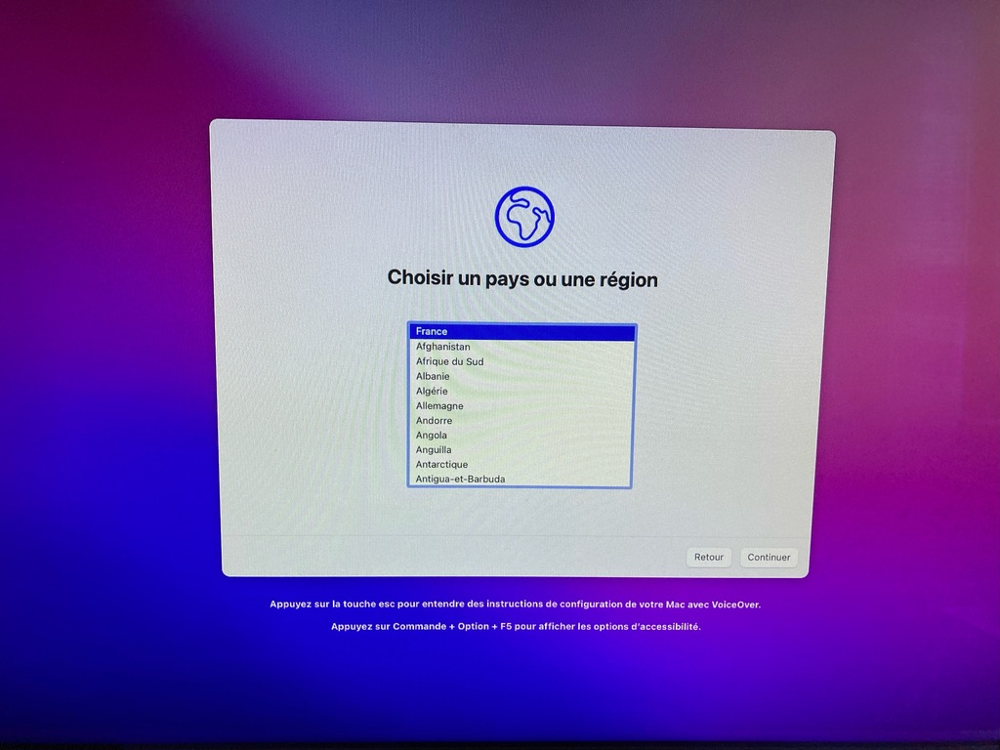 Choisir un pays ou une région
France
Afghanistan
Afrique du Sud
Albanie
Algérie
Allemagne
Andorre
Angola
Anguilla
Antarctique
Antigua-et-Barbuda
Retour
Continuer
Appuyez sur la touche esc pour entendre des instructions de configuration de votre Mac avec VoiceOver.
Appuyez sur Commande + Option + F5 pour afficher les options d'accessibilité.